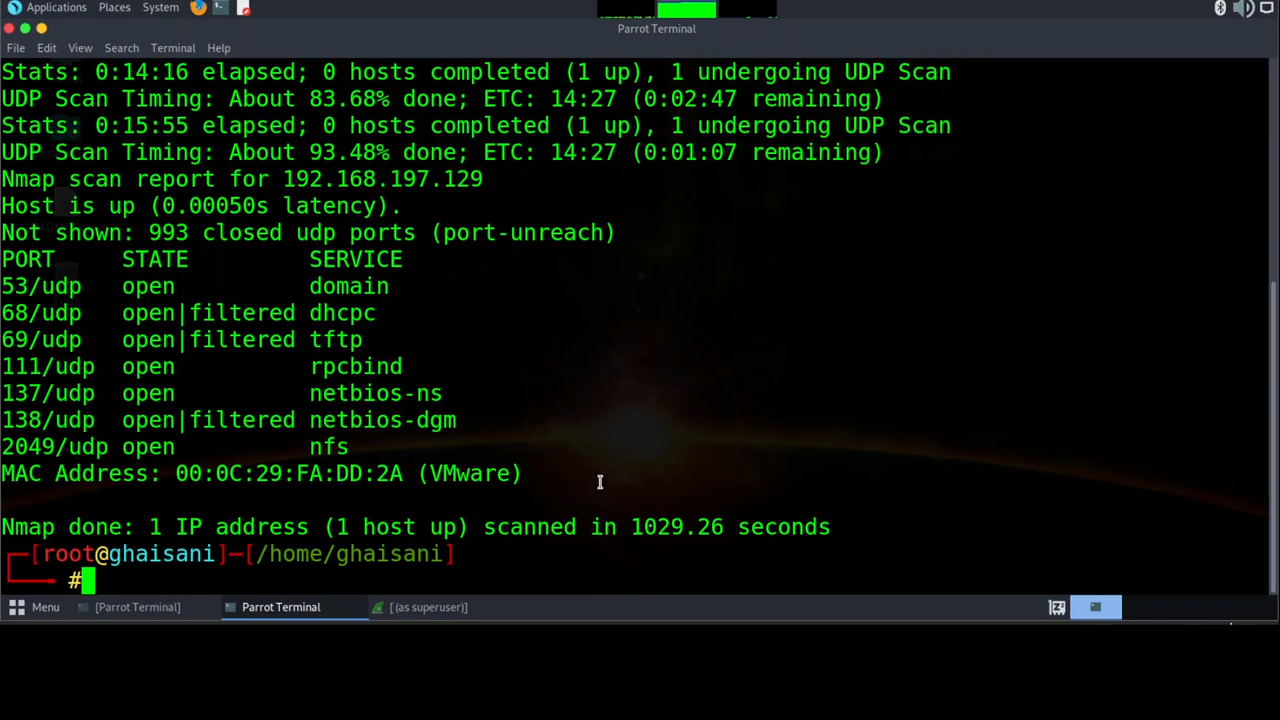 Applications Places System
Parrot Terminal
File Edit View Search Terminal Help
Stats: 0:14:16 elapsed; 0 hosts completed (1 up), 1 undergoing UDP Scan
UDP Scan Timing: About 83.68% done; ETC: 14:27 (0:02:47 remaining)
Stats: 0:15:55 elapsed; 0 hosts completed (1 up), 1 undergoing UDP Scan
UDP Scan Timing: About 93.48% done; ETC: 14:27 (0:01:07 remaining)
Nmap scan report for 192.168.197.129
Host is up (0.00050s latency).
Not shown: 993 closed udp ports (port-unreach)
PORT STATE SERVICE
53/udp open domain
68/udp open|filtered dhcpc
69/udp open|filtered tftp
111/udp open rpcbind
137/udp open netbios-ns
138/udp open|filtered netbios-dgm
2049/udp open nfs
MAC Address: 00:0C:29:FA:DD:2A (VMware)
Nmap done: 1 IP address (1 host up) scanned in 1029.26 seconds
[root@ghaisani]─[/home/ghaisani]
#
Menu [Parrot Terminal] Parrot Terminal [ (as superuser)]